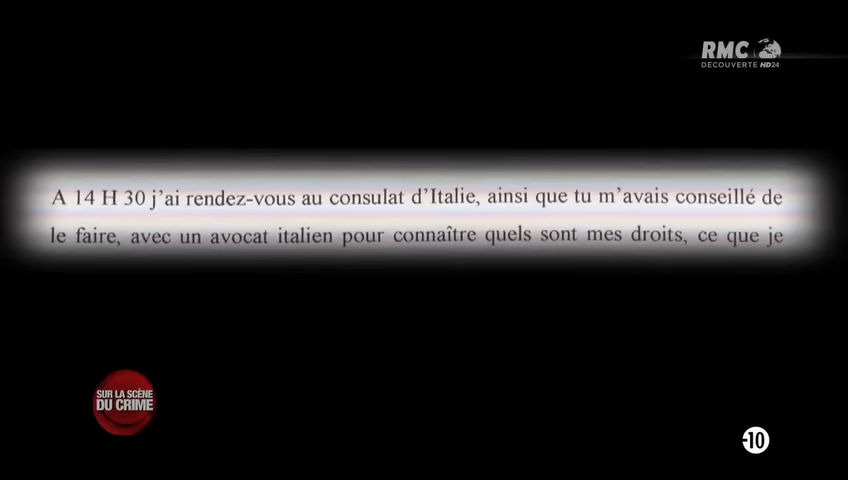 RMC
DÉCOUVERTE HD24
A 14 H 30 j'ai rendez-vous au consulat d'Italie, ainsi que tu m'avais conseillé de
le faire, avec un avocat italien pour connaître quels sont mes droits, ce que je
SUR LA SCÈNE
DU CRIME
-10